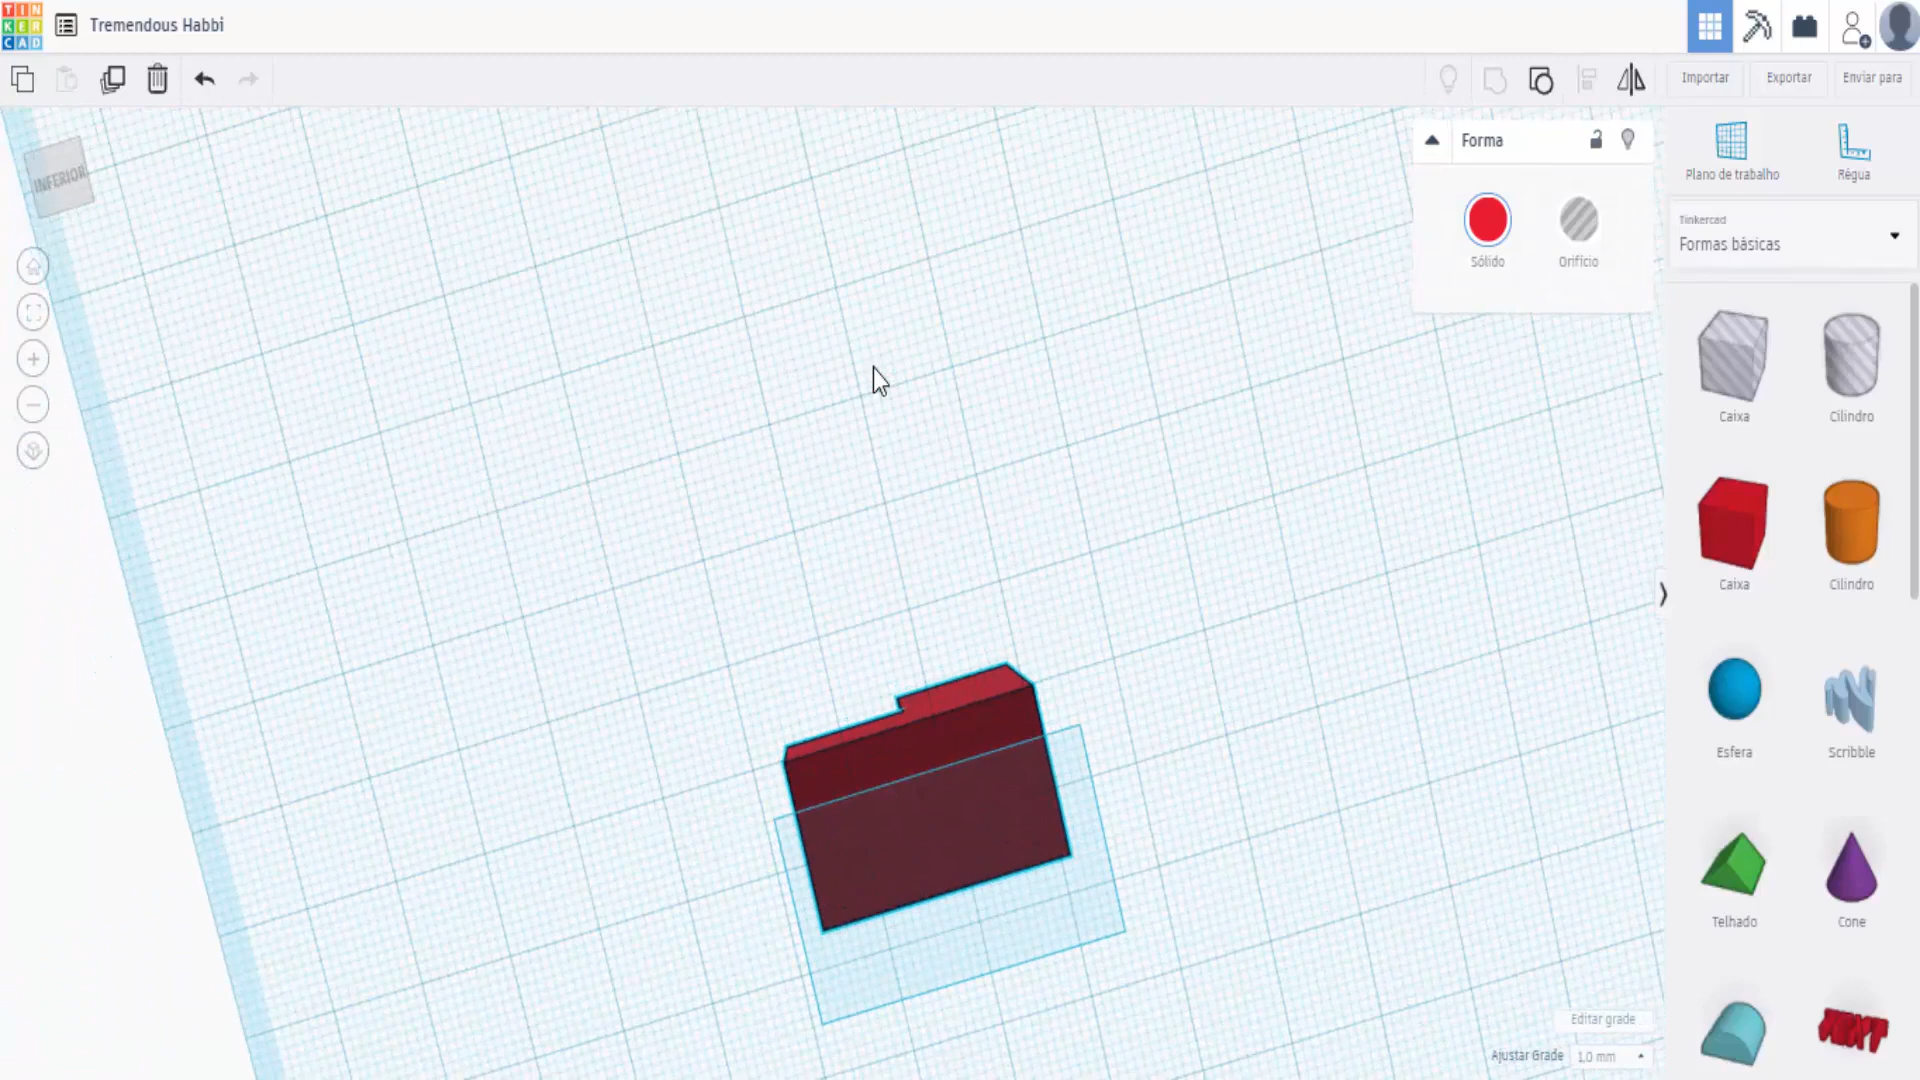 TIN
KER
CAD
Tremendous Habbi
Importar
Exportar
Enviar para
INFERIOR
Forma
Sólido
Orifício
Plano de trabalho
Régua
Tinkercad
Formas básicas
Caixa
Cilindro
Caixa
Cilindro
Esfera
Scribble
Telhado
Cone
TEXT
Editar grade
Ajustar Grade
1,0 mm